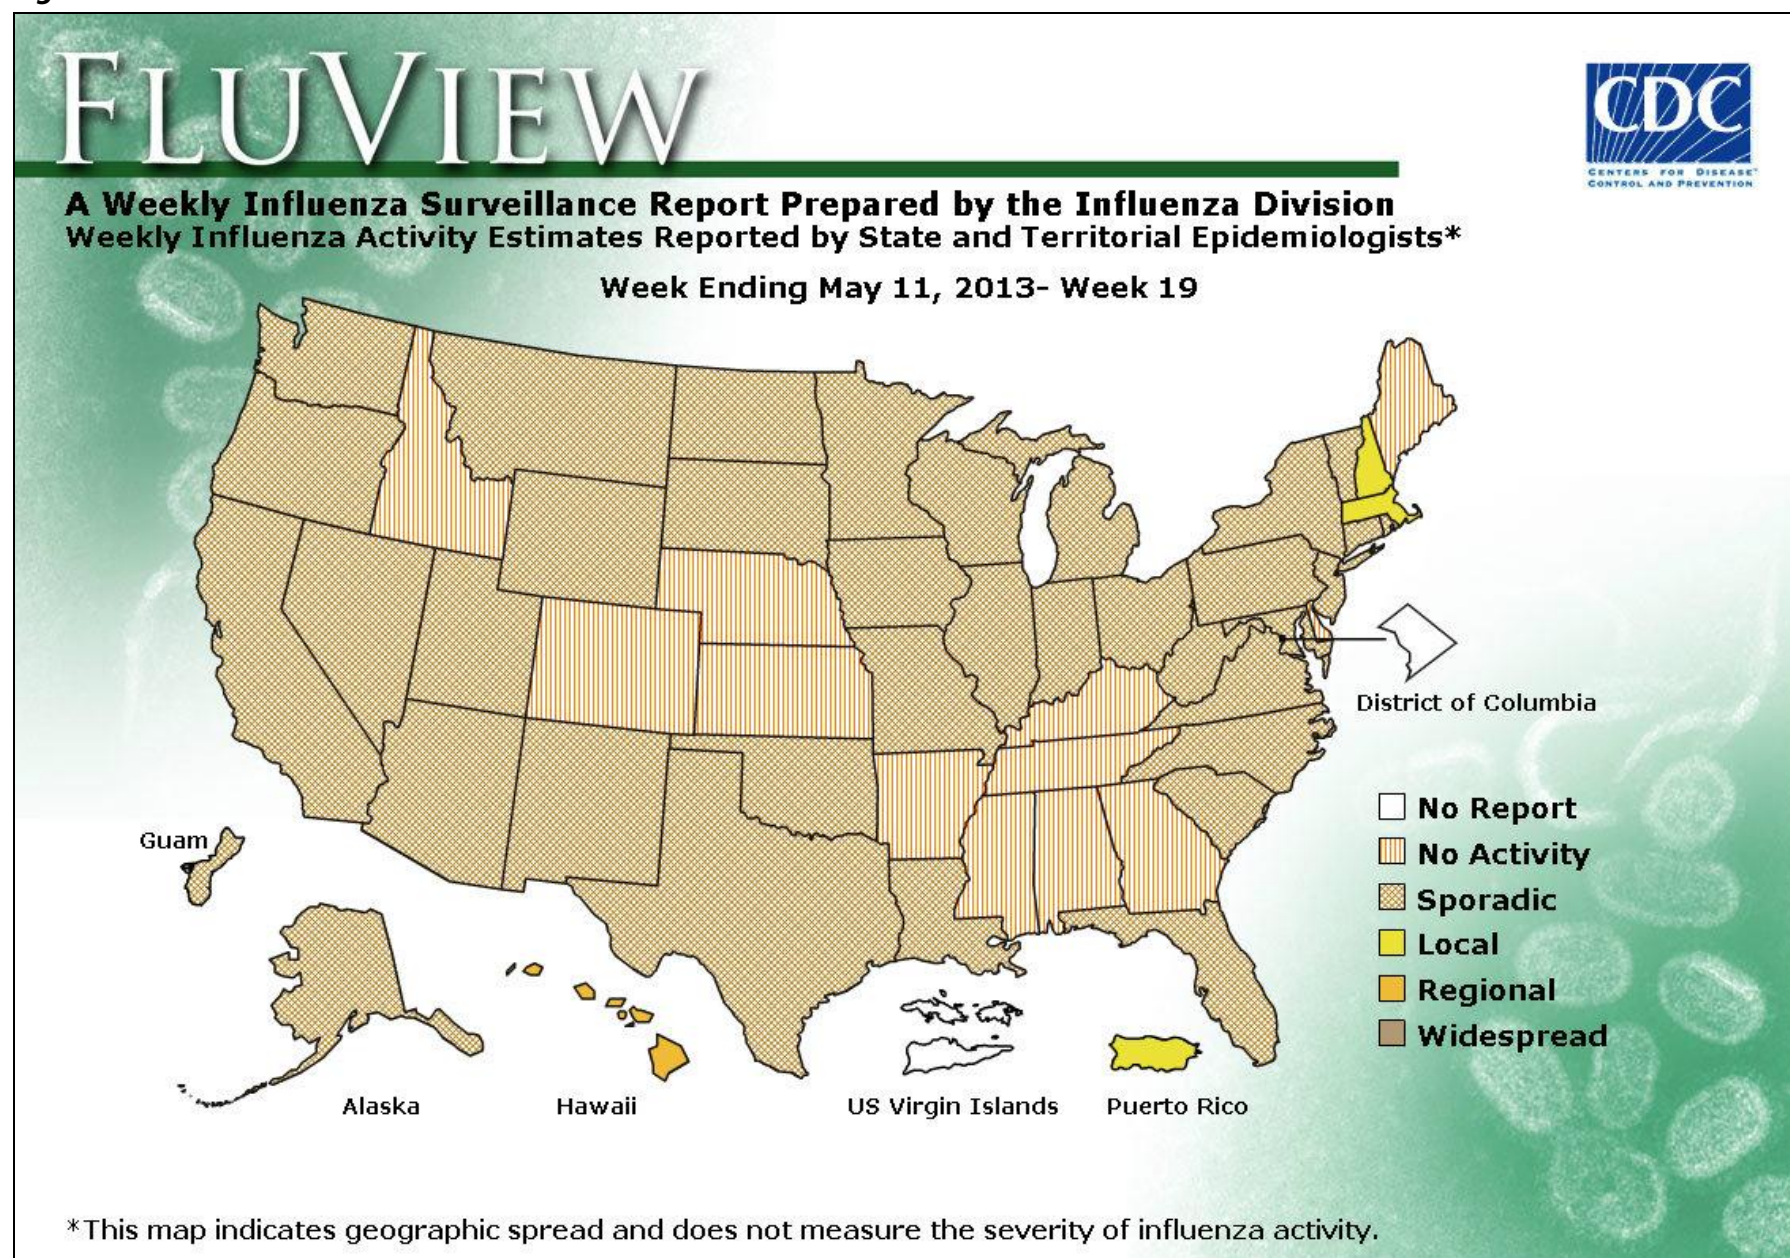 FLUVIEW
CDC
CENTERS FOR DISEASE
CONTROL AND PREVENTION
A Weekly Influenza Surveillance Report Prepared by the Influenza Division
Weekly Influenza Activity Estimates Reported by State and Territorial Epidemiologists*
Week Ending May 11, 2013- Week 19
District of Columbia
No Report
No Activity
Sporadic
Local
Regional
Widespread
Guam
Alaska
Hawaii
US Virgin Islands
Puerto Rico
*This map indicates geographic spread and does not measure the severity of influenza activity.